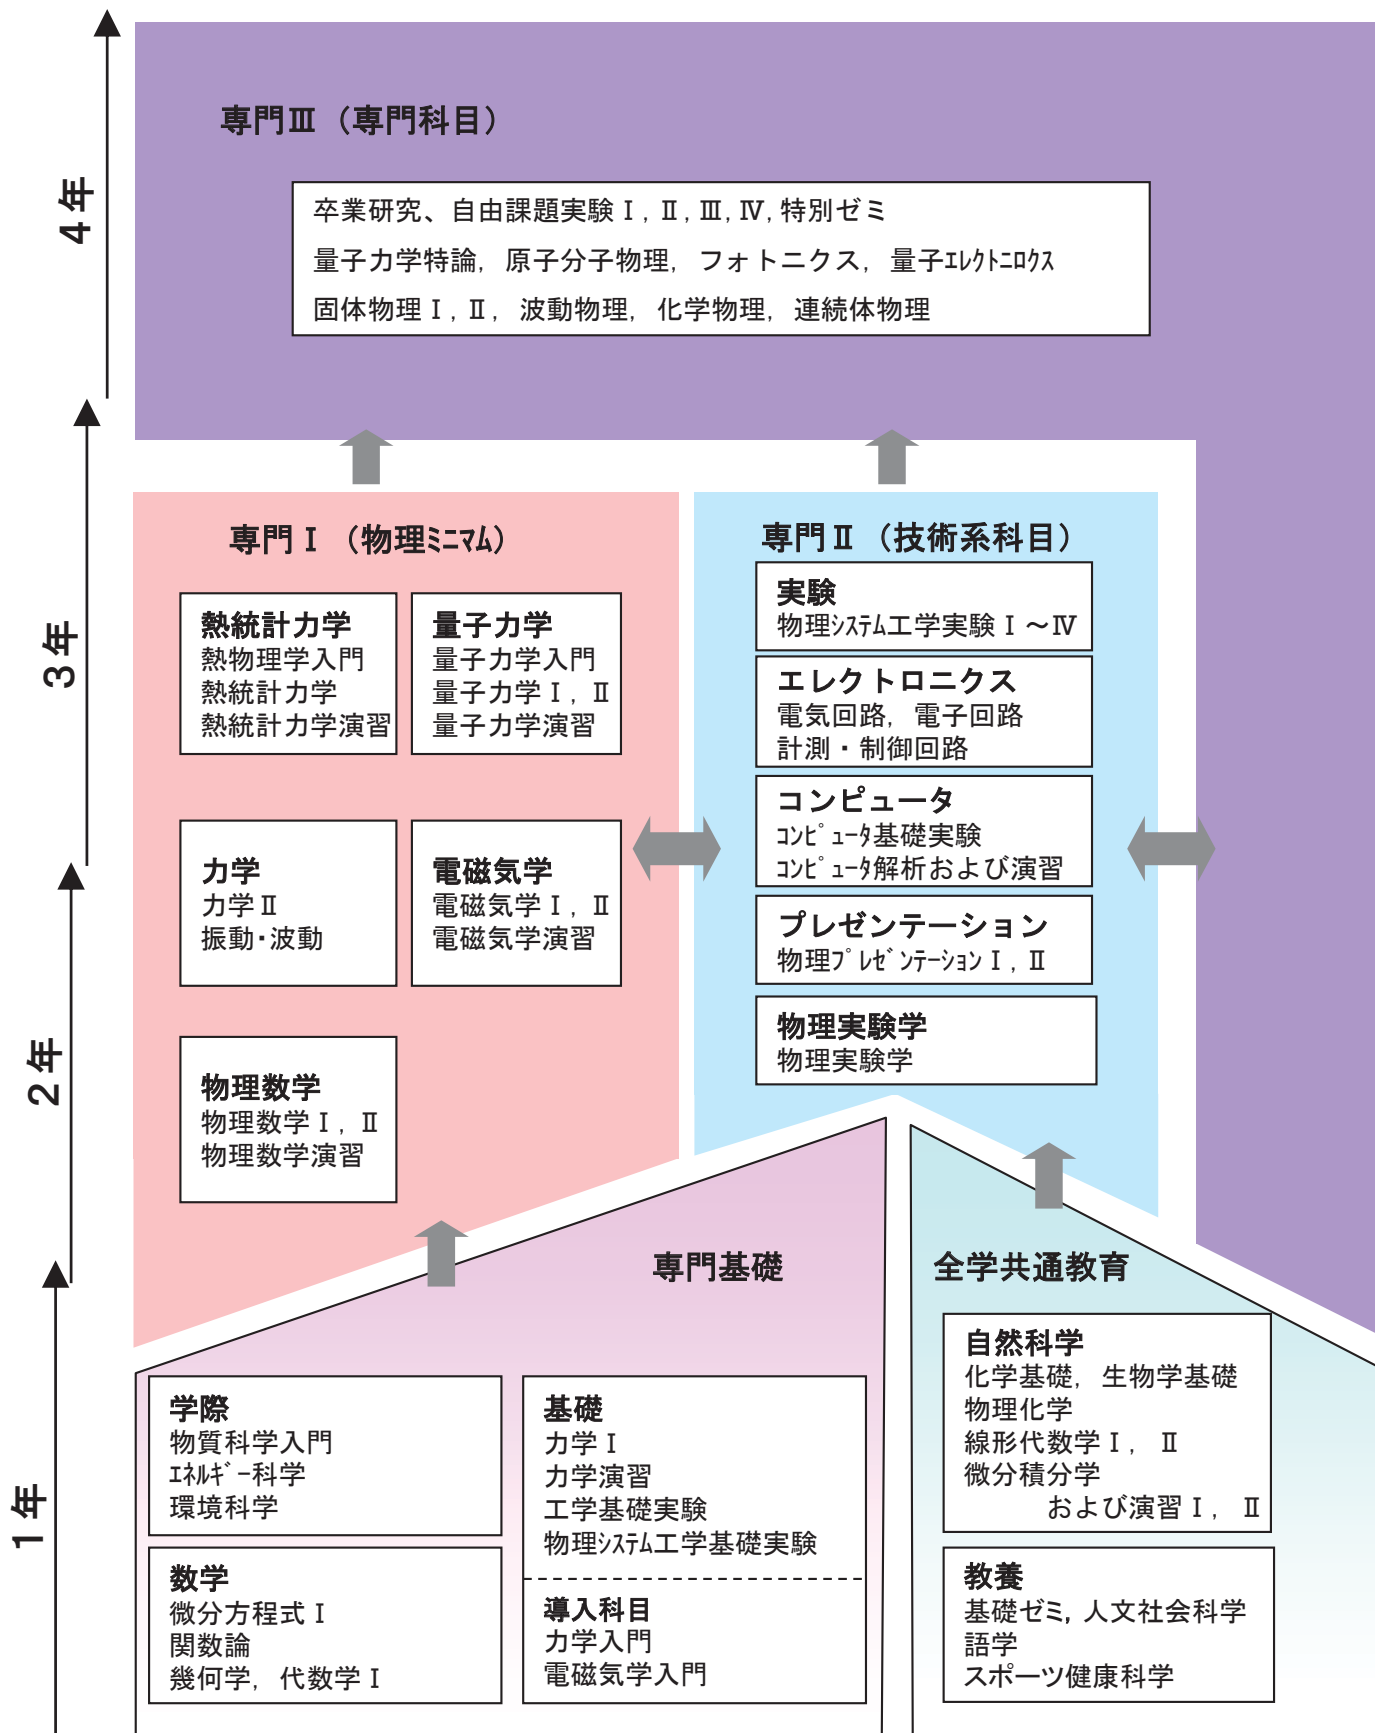 4年
専門Ⅲ（専門科目）
卒業研究、自由課題実験Ⅰ, Ⅱ, Ⅲ, Ⅳ, 特別ゼミ
量子力学特論, 原子分子物理, フォトニクス, 量子ｴﾚｸﾄﾆﾛｸｽ
固体物理Ⅰ, Ⅱ, 波動物理, 化学物理, 連続体物理
3年
専門Ⅰ（物理ﾐﾆﾏﾑ）
熱統計力学
熱物理学入門
熱統計力学
熱統計力学演習
量子力学
量子力学入門
量子力学Ⅰ, Ⅱ
量子力学演習
力学
力学Ⅱ
振動・波動
電磁気学
電磁気学Ⅰ, Ⅱ
電磁気学演習
2年
物理数学
物理数学Ⅰ, Ⅱ
物理数学演習
専門Ⅱ（技術系科目）
実験
物理ｼｽﾃﾑ工学実験Ⅰ～Ⅳ
エレクトロニクス
電気回路, 電子回路
計測・制御回路
コンピュータ
ｺﾝﾋﾟｭｰﾀ基礎実験
ｺﾝﾋﾟｭｰﾀ解析および演習
プレゼンテーション
物理ﾌﾟﾚｾﾞﾝﾃｰｼｮﾝⅠ, Ⅱ
物理実験学
物理実験学
1年
専門基礎
学際
物質科学入門
ｴﾈﾙｷﾞｰ科学
環境科学
数学
微分方程式Ⅰ
関数論
幾何学, 代数学Ⅰ
基礎
力学Ⅰ
力学演習
工学基礎実験
物理ｼｽﾃﾑ工学基礎実験
導入科目
力学入門
電磁気学入門
全学共通教育
自然科学
化学基礎, 生物学基礎
物理化学
線形代数学Ⅰ, Ⅱ
微分積分学
および演習Ⅰ, Ⅱ
教養
基礎ゼミ, 人文社会科学
語学
スポーツ健康科学